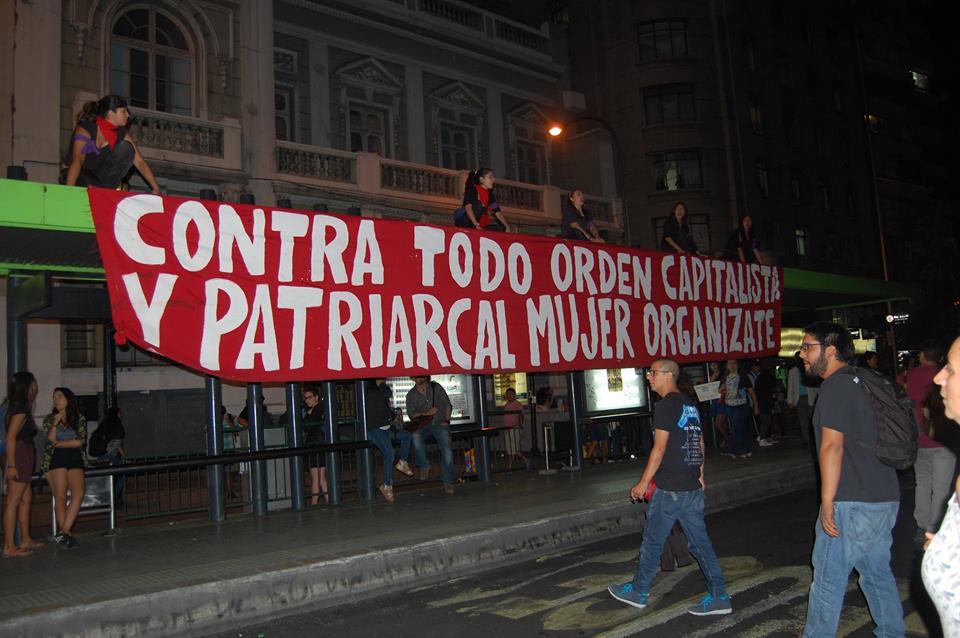 CONTRA TODO ORDEN CAPITALISTA
Y PATRIARCAL MUJER ORGANIZATE